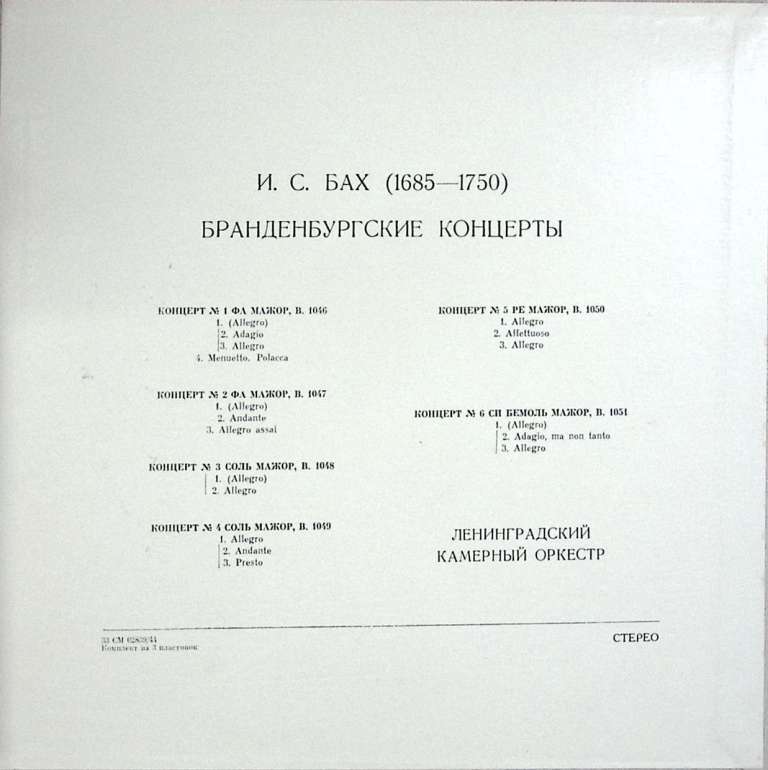 И. С. БАХ (1685—1750)
БРАНДЕНБУРГСКИЕ КОНЦЕРТЫ
КОНЦЕРТ № 1 ФА МАЖОР, В. 1046
1. (Allegro)
2. Adagio
3. Allegro
4. Menuetto. Polacca
КОНЦЕРТ № 2 ФА МАЖОР, В. 1047
1. (Allegro)
2. Andante
3. Allegro assai
КОНЦЕРТ № 3 СОЛЬ МАЖОР, В. 1048
1. (Allegro)
2. Allegro
КОНЦЕРТ № 4 СОЛЬ МАЖОР, В. 1049
1. Allegro
2. Andante
3. Presto
КОНЦЕРТ № 5 РЕ МАЖОР, В. 1050
1. Allegro
2. Affettuoso
3. Allegro
КОНЦЕРТ № 6 СИ БЕМОЛЬ МАЖОР, В. 1051
1. (Allegro)
2. Adagio, ma non tanto
3. Allegro
ЛЕНИНГРАДСКИЙ
КАМЕРНЫЙ ОРКЕСТР
33 СМ 02839/44
Комплект из 3 пластинок
СТЕРЕО